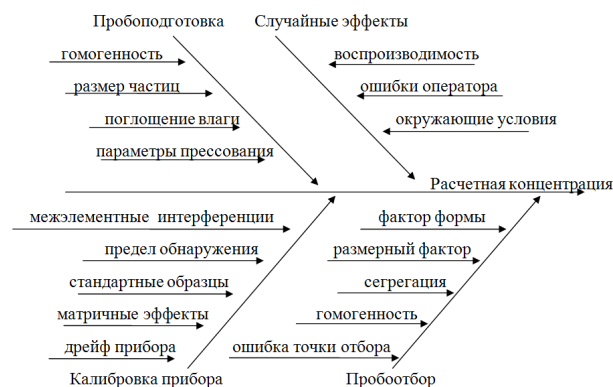 Пробоподготовка
Случайные эффекты
гомогенность
размер частиц
поглощение влаги
параметры прессования
воспроизводимость
ошибки оператора
окружающие условия
Расчетная концентрация
межэлементные интерференции
предел обнаружения
стандартные образцы
матричные эффекты
дрейф прибора
Калибровка прибора
фактор формы
размерный фактор
сегрегация
гомогенность
ошибка точки отбора
Пробоотбор